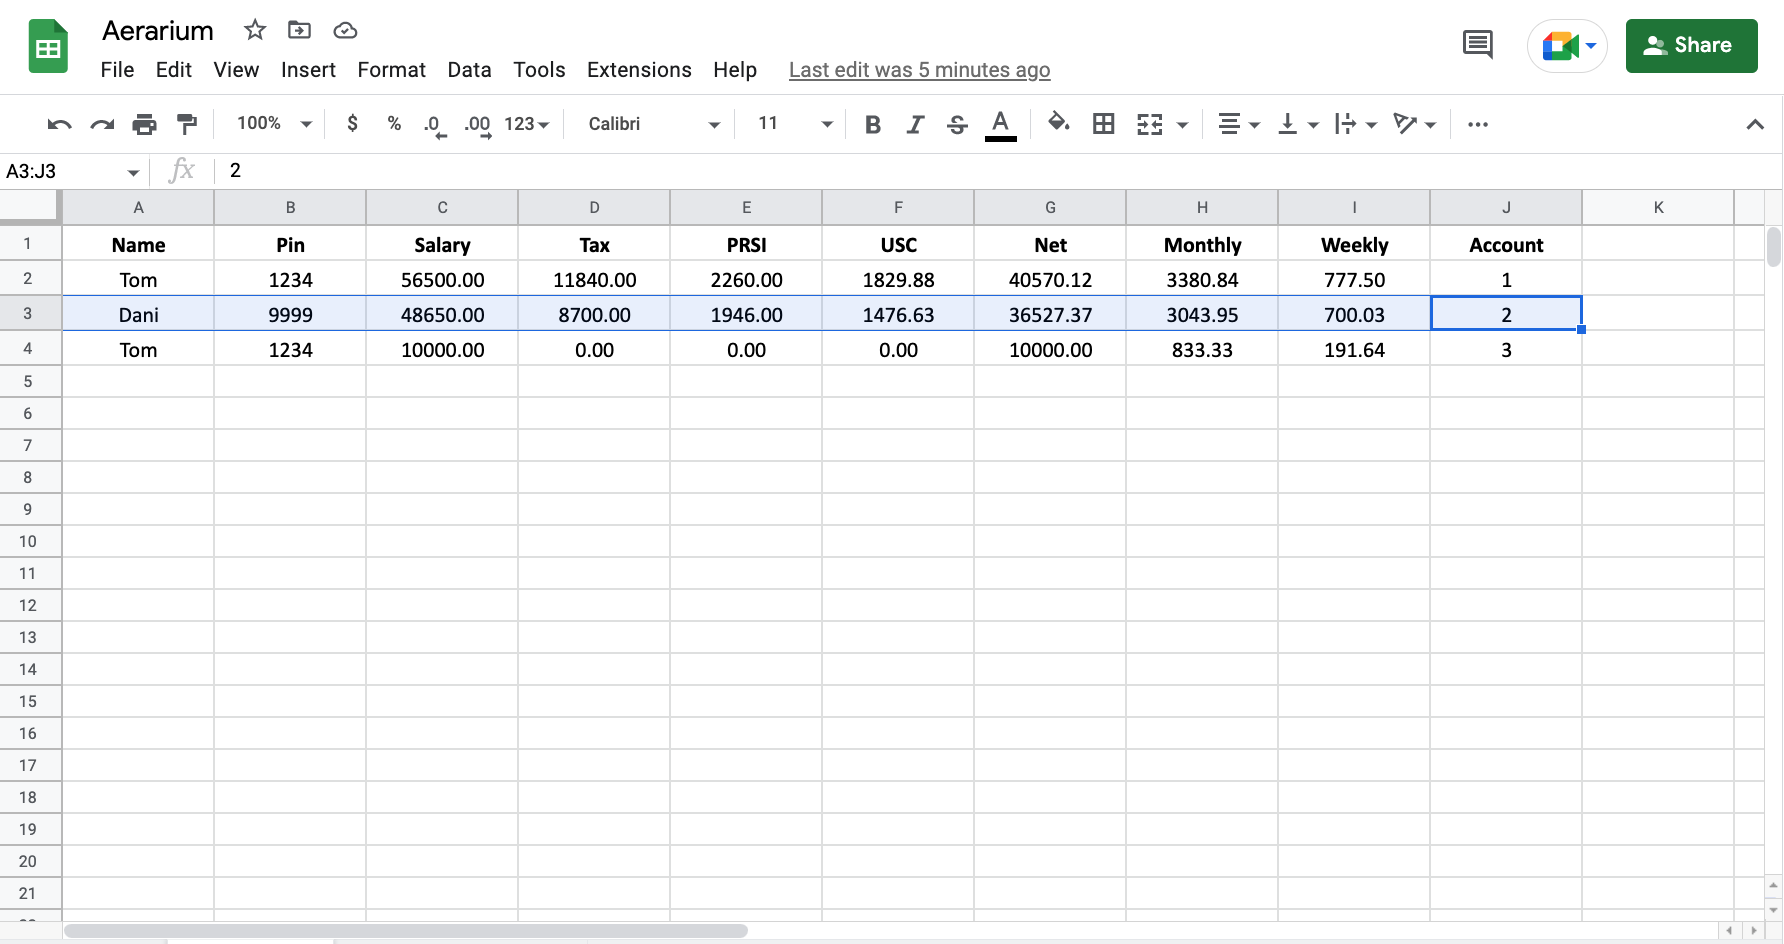 Aerarium
File Edit View Insert Format Data Tools Extensions Help Last edit was 5 minutes ago
Share
100% $ % .0 .00 123 Calibri 11 B I S A
A3:J3 fx 2
A B C D E F G H I J K
1 Name Pin Salary Tax PRSI USC Net Monthly Weekly Account
2 Tom 1234 56500.00 11840.00 2260.00 1829.88 40570.12 3380.84 777.50 1
3 Dani 9999 48650.00 8700.00 1946.00 1476.63 36527.37 3043.95 700.03 2
4 Tom 1234 10000.00 0.00 0.00 0.00 10000.00 833.33 191.64 3
5
6
7
8
9
10
11
12
13
14
15
16
17
18
19
20
21